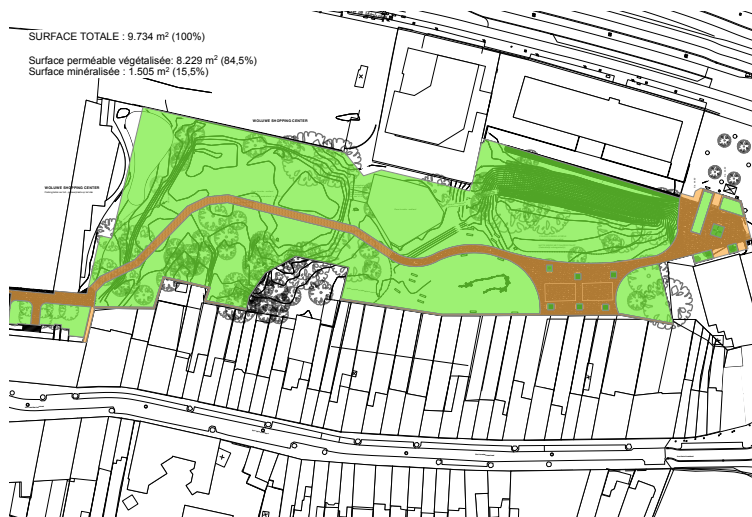 SURFACE TOTALE : 9.734 m² (100%)
Surface perméable végétalisée: 8.229 m² (84,5%)
Surface minéralisée : 1.505 m² (15,5%)
WOLUWE SHOPPING CENTER
WOLUWE SHOPPING CENTER